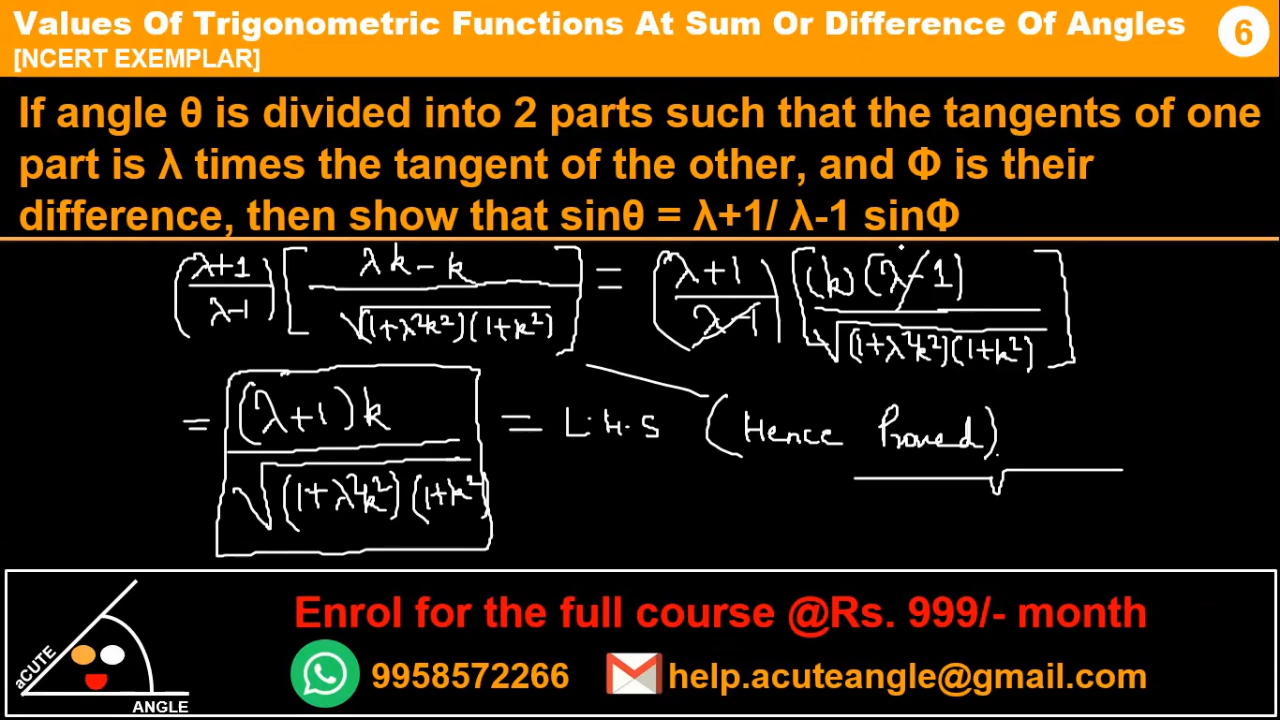 Values Of Trigonometric Functions At Sum Or Difference Of Angles
[NCERT EXEMPLAR]
6
If angle θ is divided into 2 parts such that the tangents of one
part is λ times the tangent of the other, and Φ is their
difference, then show that sinθ = λ+1/ λ-1 sinΦ
(λ+1/λ-1) [λk-k/√(1+λ²k²)(1+k²)] = (λ+1/λ-1) [(k)(λ-1)/√(1+λ²k²)(1+k²)]
= (λ+1)k/√(1+λ²k²)(1+k²) = L.H.S (Hence Proved).
Enrol for the full course @Rs. 999/- month
9958572266 help.acuteangle@gmail.com
aCUTE
ANGLE